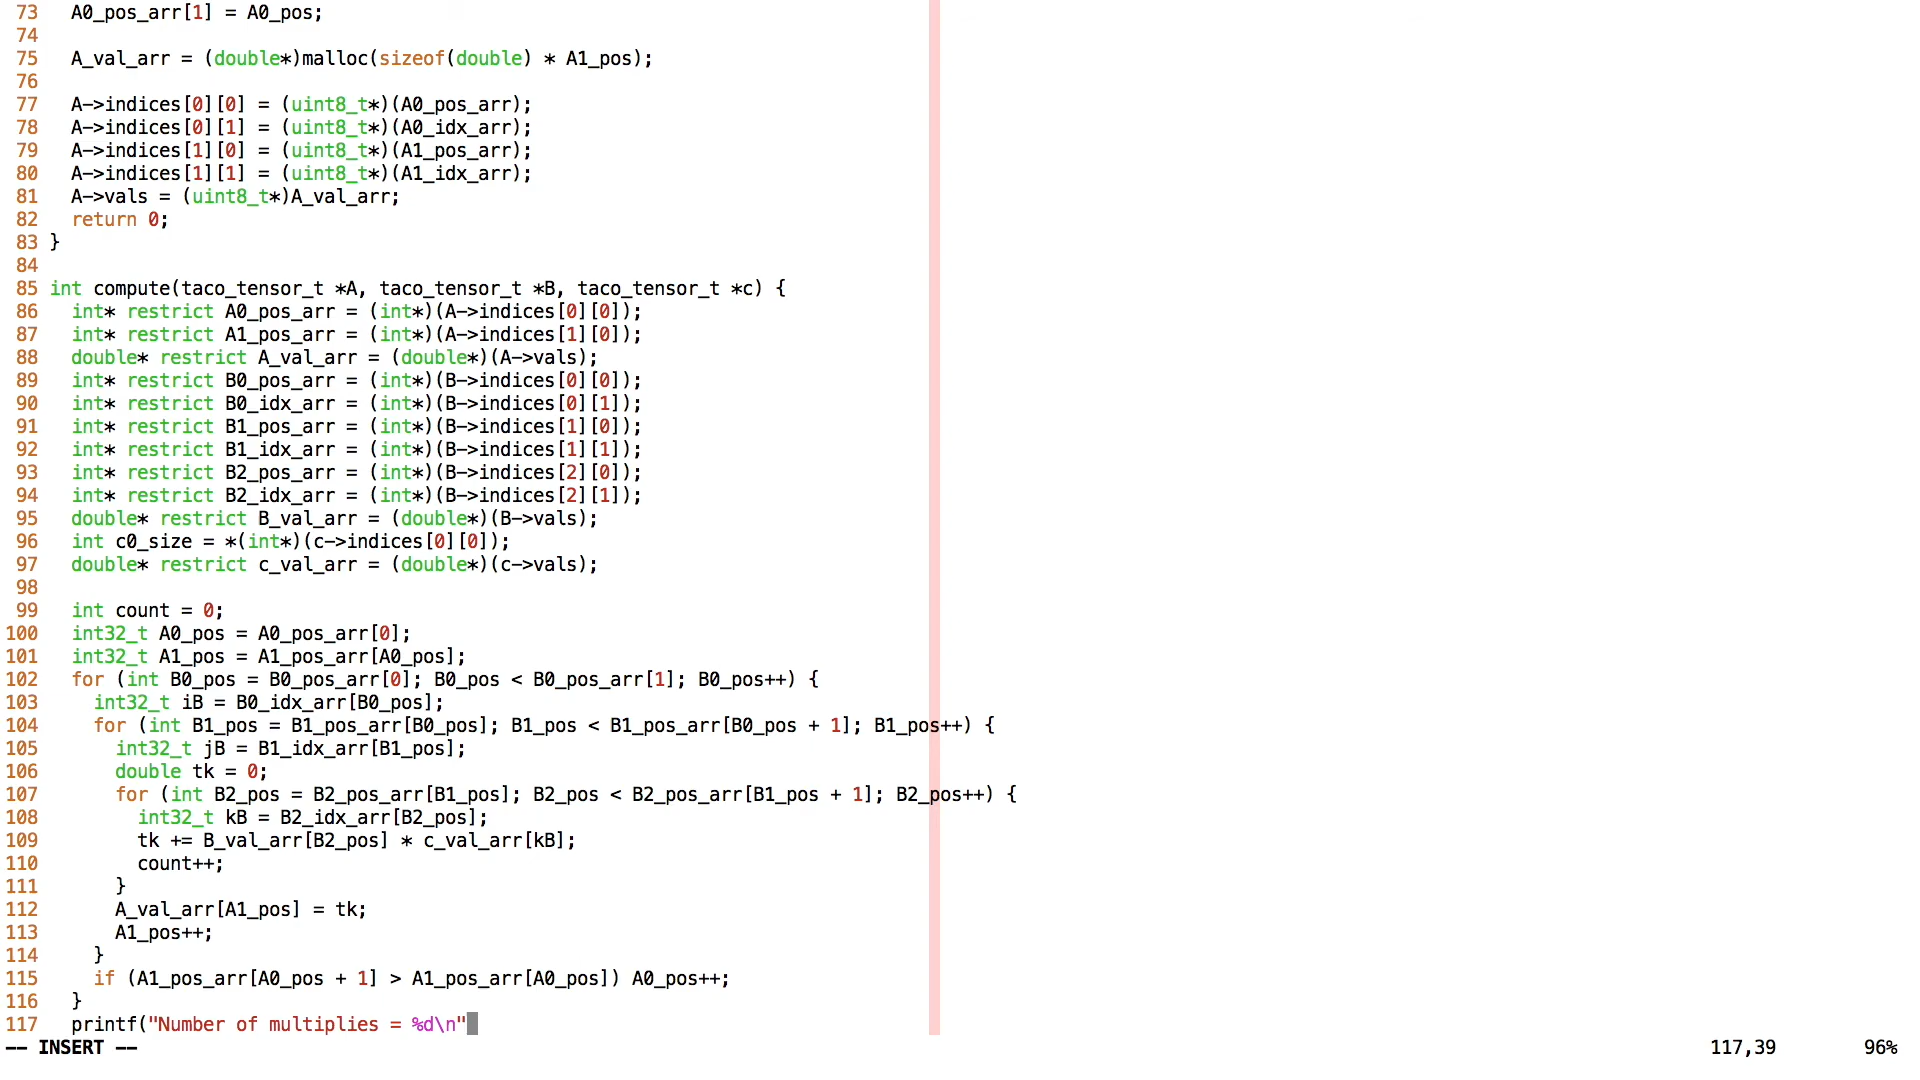 73   A0_pos_arr[1] = A0_pos;
74
75   A_val_arr = (double*)malloc(sizeof(double) * A1_pos);
76
77   A->indices[0][0] = (uint8_t*)(A0_pos_arr);
78   A->indices[0][1] = (uint8_t*)(A0_idx_arr);
79   A->indices[1][0] = (uint8_t*)(A1_pos_arr);
80   A->indices[1][1] = (uint8_t*)(A1_idx_arr);
81   A->vals = (uint8_t*)A_val_arr;
82   return 0;
83 }
84
85 int compute(taco_tensor_t *A, taco_tensor_t *B, taco_tensor_t *c) {
86   int* restrict A0_pos_arr = (int*)(A->indices[0][0]);
87   int* restrict A1_pos_arr = (int*)(A->indices[1][0]);
88   double* restrict A_val_arr = (double*)(A->vals);
89   int* restrict B0_pos_arr = (int*)(B->indices[0][0]);
90   int* restrict B0_idx_arr = (int*)(B->indices[0][1]);
91   int* restrict B1_pos_arr = (int*)(B->indices[1][0]);
92   int* restrict B1_idx_arr = (int*)(B->indices[1][1]);
93   int* restrict B2_pos_arr = (int*)(B->indices[2][0]);
94   int* restrict B2_idx_arr = (int*)(B->indices[2][1]);
95   double* restrict B_val_arr = (double*)(B->vals);
96   int c0_size = *(int*)(c->indices[0][0]);
97   double* restrict c_val_arr = (double*)(c->vals);
98
99   int count = 0;
100   int32_t A0_pos = A0_pos_arr[0];
101   int32_t A1_pos = A1_pos_arr[A0_pos];
102   for (int B0_pos = B0_pos_arr[0]; B0_pos < B0_pos_arr[1]; B0_pos++) {
103     int32_t iB = B0_idx_arr[B0_pos];
104     for (int B1_pos = B1_pos_arr[B0_pos]; B1_pos < B1_pos_arr[B0_pos + 1]; B1_pos++) {
105       int32_t jB = B1_idx_arr[B1_pos];
106       double tk = 0;
107       for (int B2_pos = B2_pos_arr[B1_pos]; B2_pos < B2_pos_arr[B1_pos + 1]; B2_pos++) {
108         int32_t kB = B2_idx_arr[B2_pos];
109         tk += B_val_arr[B2_pos] * c_val_arr[kB];
110         count++;
111       }
112       A_val_arr[A1_pos] = tk;
113       A1_pos++;
114     }
115     if (A1_pos_arr[A0_pos + 1] > A1_pos_arr[A0_pos]) A0_pos++;
116   }
117   printf("Number of multiplies = %d\n"
-- INSERT -- 117,39 96%